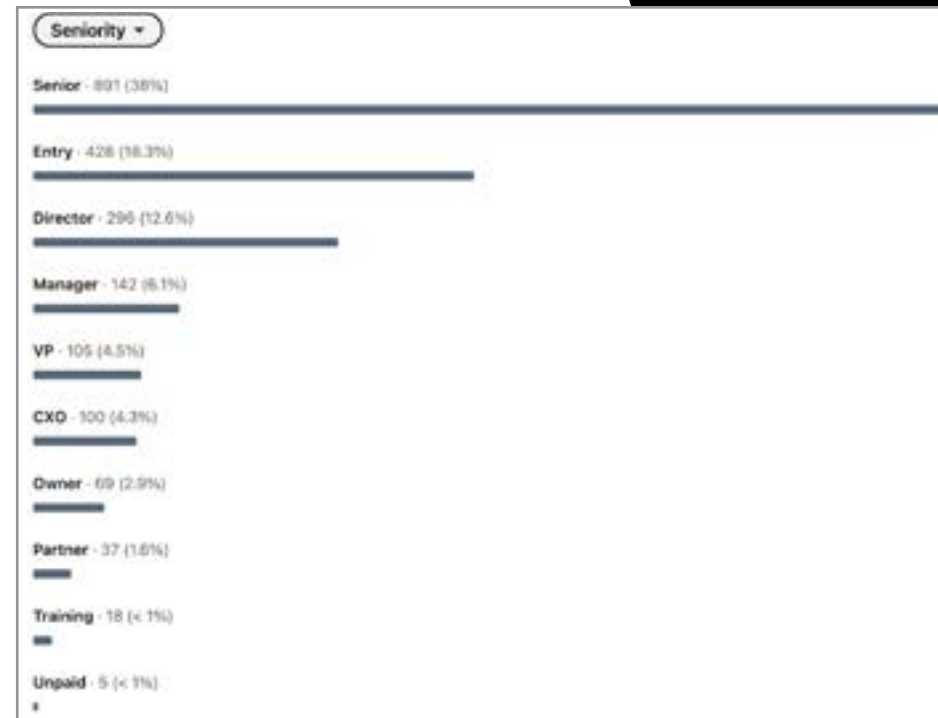 Seniority
Senior · 891 (38%)
Entry · 428 (18.3%)
Director · 296 (12.6%)
Manager · 142 (6.1%)
VP · 105 (4.5%)
CXO · 100 (4.3%)
Owner · 69 (2.9%)
Partner · 37 (1.6%)
Training · 18 (< 1%)
Unpaid · 5 (< 1%)